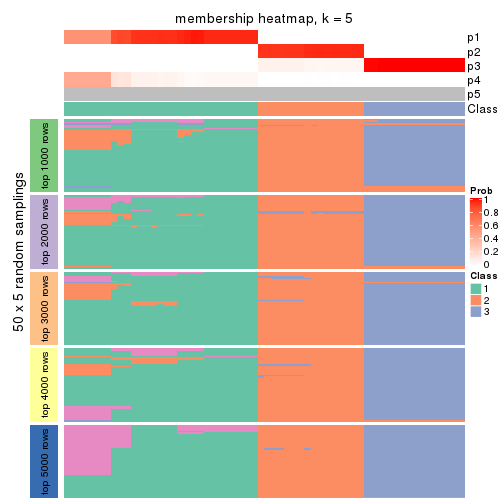 membership heatmap, k = 5
p1
p2
p3
p4
p5
Class
50 x 5 random samplings
top 1000 rows
top 2000 rows
top 3000 rows
top 4000 rows
top 5000 rows
Prob
1
0.8
0.6
0.4
0.2
0
Class
1
2
3